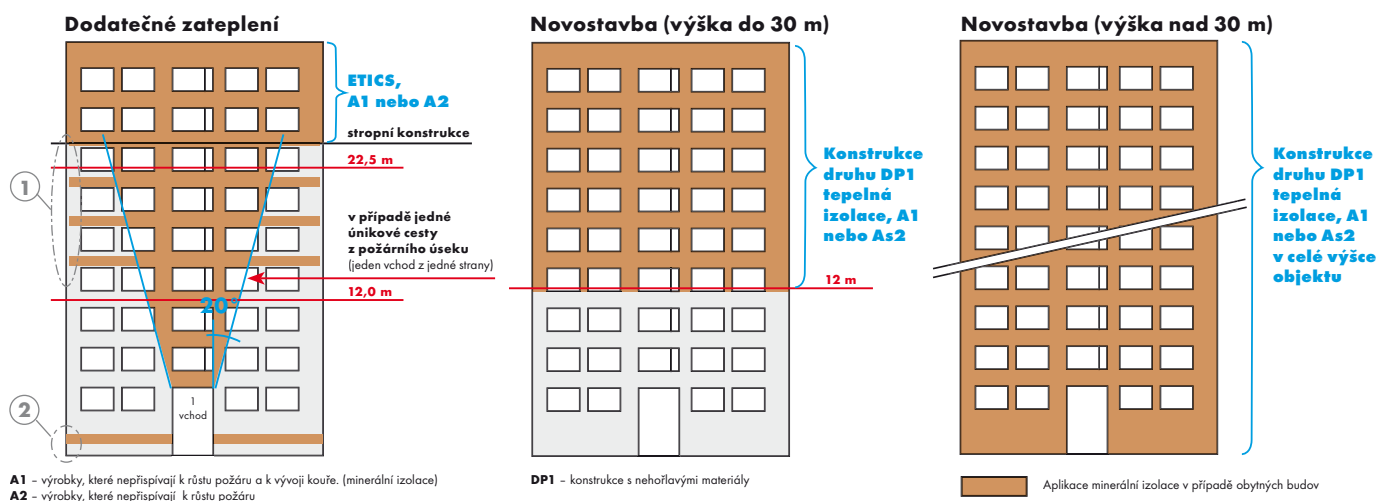 Dodatečné zateplení
ETICS,
A1 nebo A2
stropní konstrukce
22,5 m
1
v případě jedné
únikové cesty
z požárního úseku
(jeden vchod z jedné strany)
12,0 m
20°
2
1
vchod
A1 – výrobky, které nepřispívají k růstu požáru a k vývoji kouře. (minerální izolace)
A2 – výrobky, které nepřispívají k růstu požáru
Novostavba (výška do 30 m)
Konstrukce
druhu DP1
tepelná
izolace, A1
nebo As2
12 m
DP1 – konstrukce s nehořlavými materiály
Novostavba (výška nad 30 m)
Konstrukce
druhu DP1
tepelná
izolace, A1
nebo As2
v celé výšce
objektu
Aplikace minerální izolace v případě obytných budov